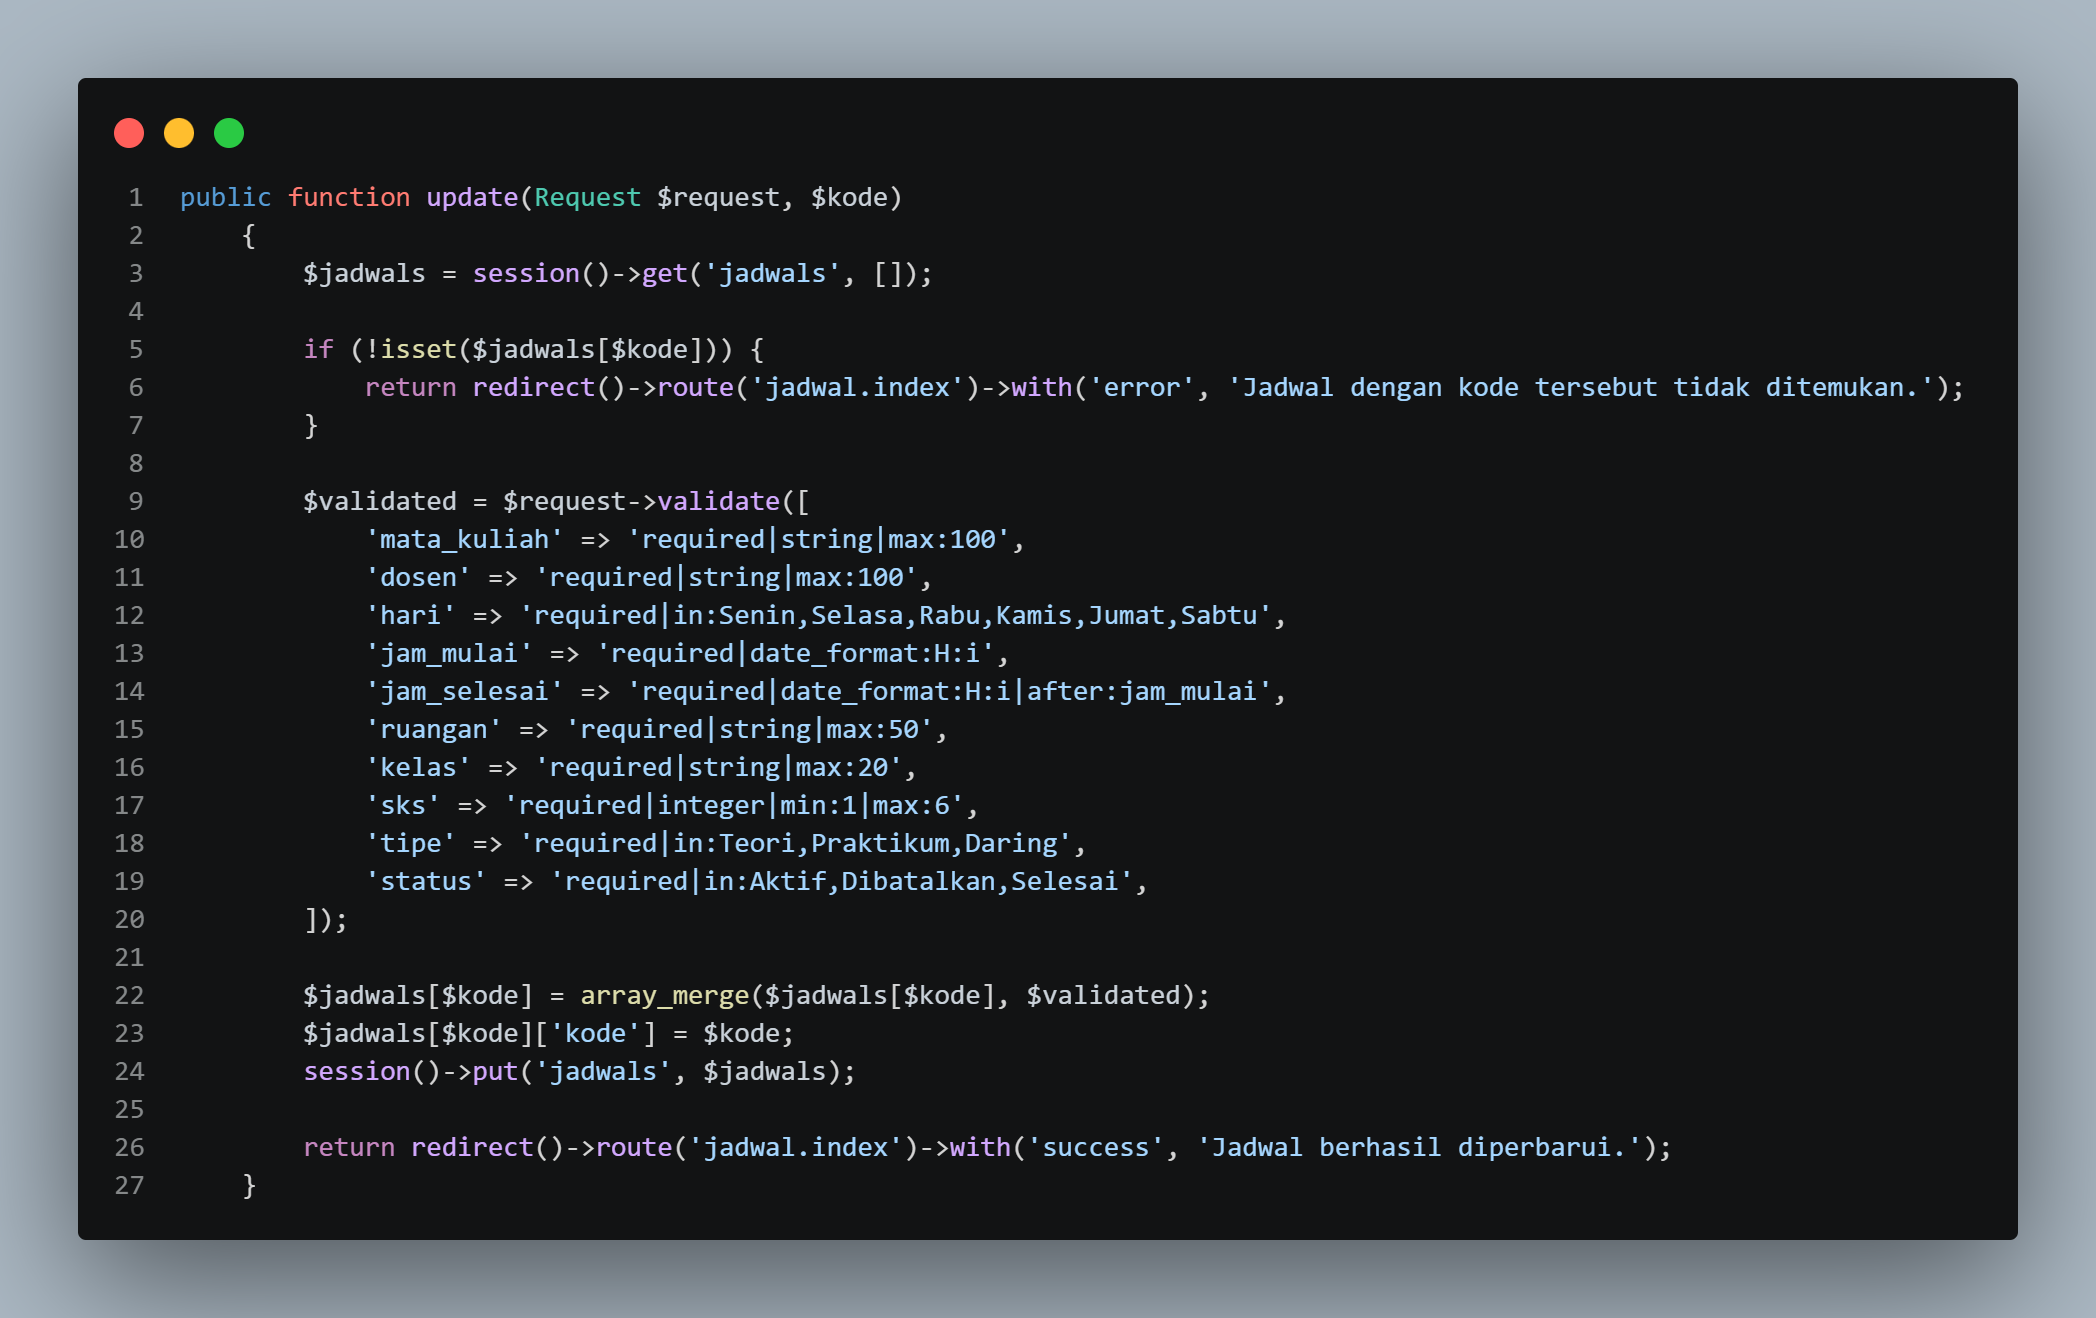 1 public function update(Request $request, $kode)
2     {
3         $jadwals = session()->get('jadwals', []);
4
5         if (!isset($jadwals[$kode])) {
6             return redirect()->route('jadwal.index')->with('error', 'Jadwal dengan kode tersebut tidak ditemukan.');
7         }
8
9         $validated = $request->validate([
10             'mata_kuliah' => 'required|string|max:100',
11             'dosen' => 'required|string|max:100',
12             'hari' => 'required|in:Senin,Selasa,Rabu,Kamis,Jumat,Sabtu',
13             'jam_mulai' => 'required|date_format:H:i',
14             'jam_selesai' => 'required|date_format:H:i|after:jam_mulai',
15             'ruangan' => 'required|string|max:50',
16             'kelas' => 'required|string|max:20',
17             'sks' => 'required|integer|min:1|max:6',
18             'tipe' => 'required|in:Teori,Praktikum,Daring',
19             'status' => 'required|in:Aktif,Dibatalkan,Selesai',
20         ]);
21
22         $jadwals[$kode] = array_merge($jadwals[$kode], $validated);
23         $jadwals[$kode]['kode'] = $kode;
24         session()->put('jadwals', $jadwals);
25
26         return redirect()->route('jadwal.index')->with('success', 'Jadwal berhasil diperbarui.');
27     }